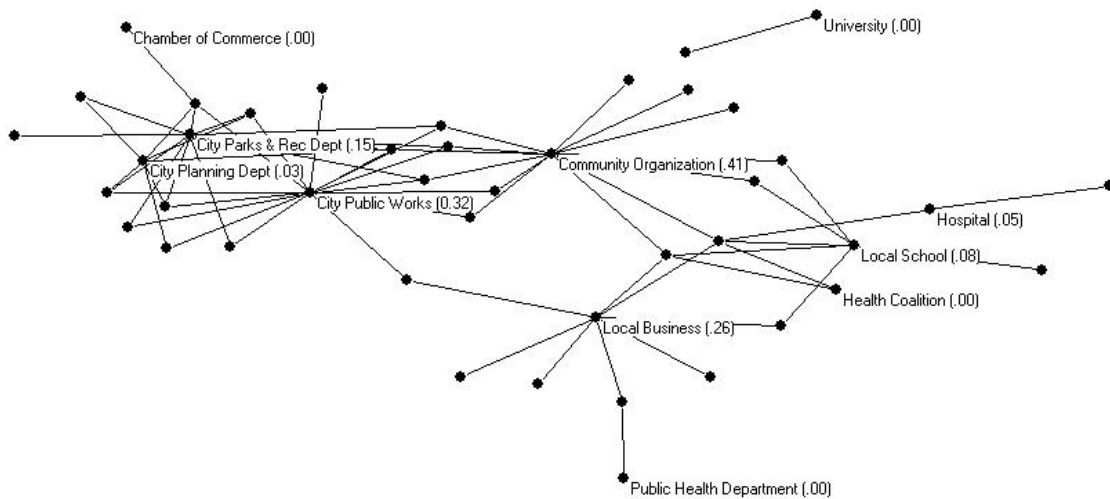 University (.00)
Chamber of Commerce (.00)
City Parks & Rec Dept (.15)
Community Organization (.41)
City Planning Dept (.03)
City Public Works (0.32)
Hospital (.05)
Local School (.08)
Health Coalition (.00)
Local Business (.26)
Public Health Department (.00)